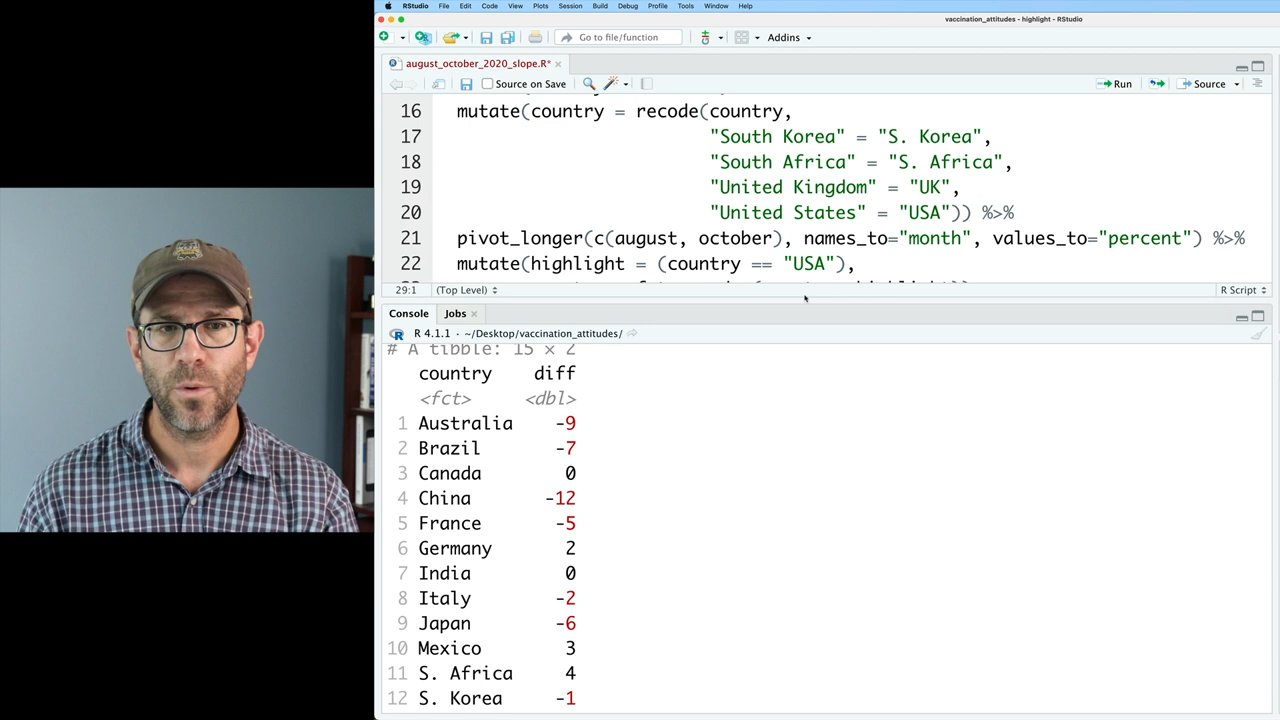 RStudio File Edit Code View Plots Session Build Debug Profile Tools Window Help
vaccination_attitudes - highlight - RStudio
Go to file/function Addins
august_october_2020_slope.R*
Source on Save Run Source
16 mutate(country = recode(country,
17 "South Korea" = "S. Korea",
18 "South Africa" = "S. Africa",
19 "United Kingdom" = "UK",
20 "United States" = "USA")) %>%
21 pivot_longer(c(august, october), names_to="month", values_to="percent") %>%
22 mutate(highlight = (country == "USA"),
29:1 (Top Level) R Script
Console Jobs
R 4.1.1 · ~/Desktop/vaccination_attitudes/
# A tibble: 15 × 2
country diff
<fct> <dbl>
1 Australia -9
2 Brazil -7
3 Canada 0
4 China -12
5 France -5
6 Germany 2
7 India 0
8 Italy -2
9 Japan -6
10 Mexico 3
11 S. Africa 4
12 S. Korea -1